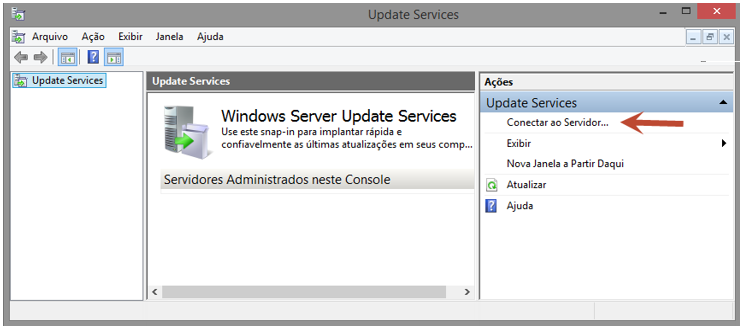 Update Services
Arquivo Ação Exibir Janela Ajuda
Update Services
Update Services
Windows Server Update Services
Use este snap-in para implantar rápida e
confiavelmente as últimas atualizações em seus comp...
Servidores Administrados neste Console
Ações
Update Services
Conectar ao Servidor...
Exibir
Nova Janela a Partir Daqui
Atualizar
Ajuda